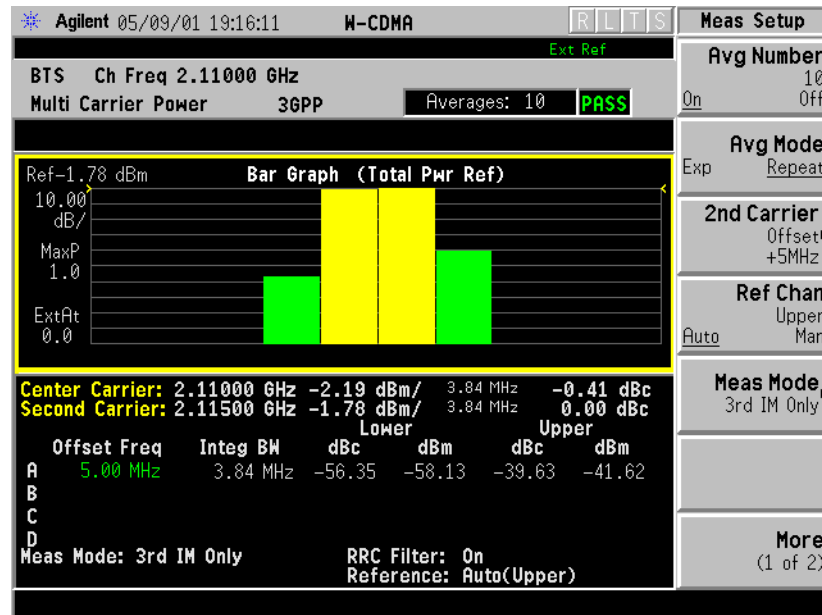 Agilent 05/09/01 19:16:11 W-CDMA R L T S
Ext Ref
BTS Ch Freq 2.11000 GHz
Multi Carrier Power 3GPP Averages: 10 PASS
Ref-1.78 dBm Bar Graph (Total Pwr Ref)
10.00
dB/
MaxP
1.0
ExtAt
0.0
Center Carrier: 2.11000 GHz -2.19 dBm/ 3.84 MHz -0.41 dBc
Second Carrier: 2.11500 GHz -1.78 dBm/ 3.84 MHz 0.00 dBc
Lower Upper
Offset Freq Integ BW dBc dBm dBc dBm
A 5.00 MHz 3.84 MHz -56.35 -58.13 -39.63 -41.62
B
C
D
Meas Mode: 3rd IM Only RRC Filter: On
Reference: Auto(Upper)
Meas Setup
Avg Number
10
On Off
Avg Mode
Exp Repeat
2nd Carrier
Offset
+5MHz
Ref Chan
Upper
Auto Man
Meas Mode
3rd IM Only
More
(1 of 2)